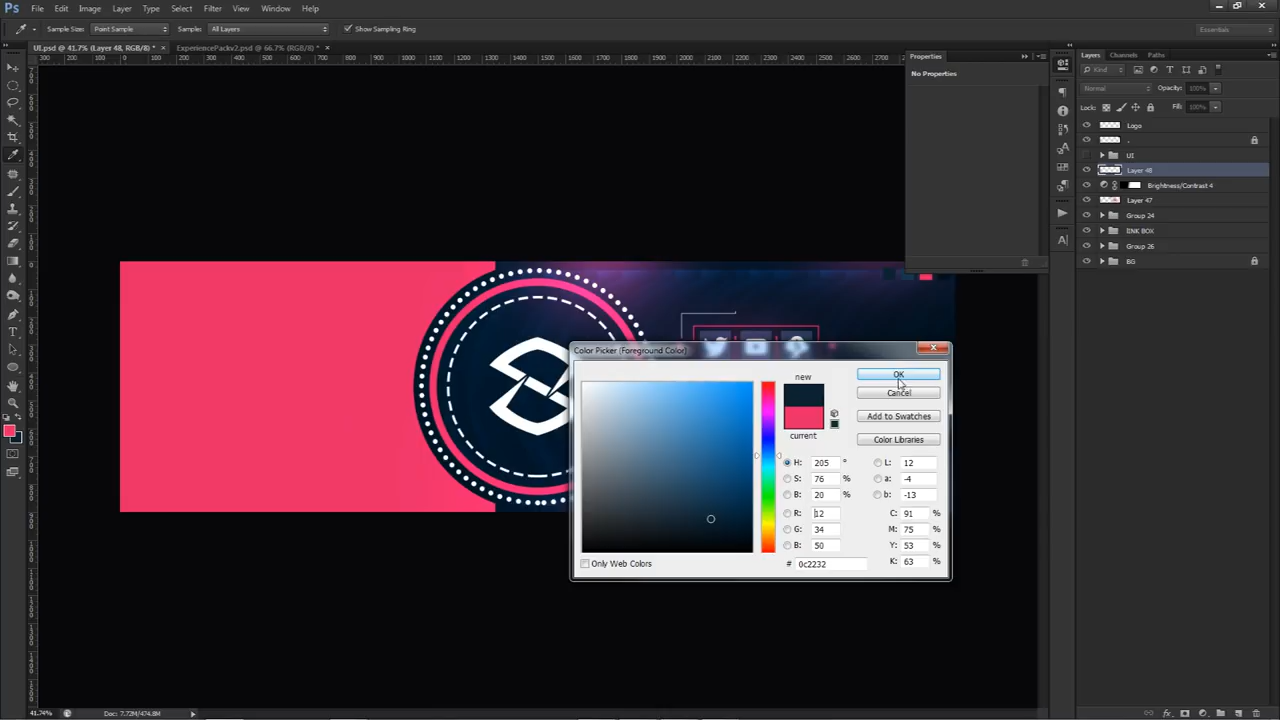 Ps File Edit Image Layer Type Select Filter View Window Help
Sample Size: Point Sample Sample: All Layers Show Sampling Ring Essentials
UI.psd @ 41.7% (Layer 48, RGB/8) * × ExperiencePackv2.psd @ 66.7% (RGB/8) * ×
Properties
No Properties
Layers Channels Paths
Kind
Normal Opacity: 100%
Lock: Fill: 100%
Logo
.
UI
Layer 48
Brightness/Contrast 4
Layer 47
Group 24
lINK BOX
Group 26
BG
Color Picker (Foreground Color)
new
current
OK
Cancel
Add to Swatches
Color Libraries
H: 205 °
S: 76 %
B: 20 %
R: 12
G: 34
B: 50
# 0c2232
L: 12
a: -4
b: -13
C: 91 %
M: 75 %
Y: 53 %
K: 63 %
Only Web Colors
41.74% Doc: 7.72M/474.8M